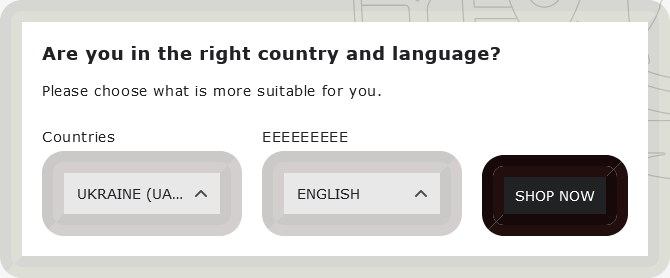 Are you in the right country and language?
Please choose what is more suitable for you.
Countries
EEEEEEEEE
UKRAINE (UA...
ENGLISH
SHOP NOW